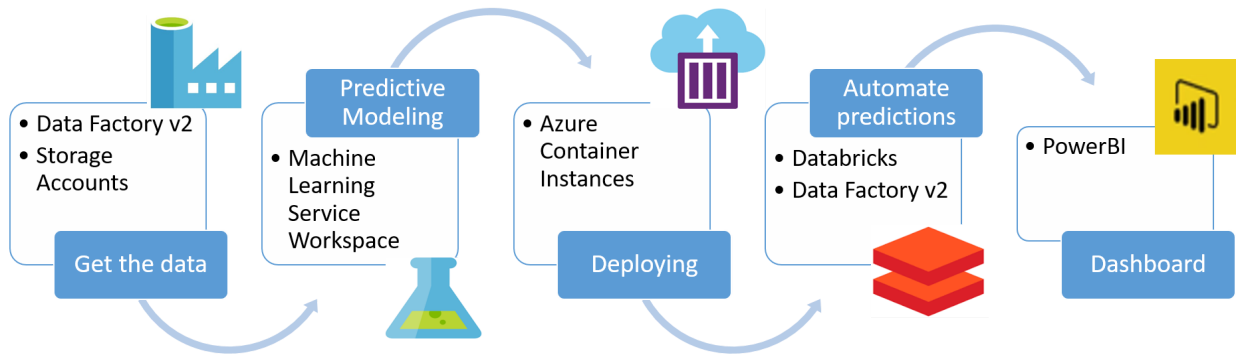 • Data Factory v2
• Storage
Accounts
Get the data
Predictive
Modeling
• Machine
Learning
Service
Workspace
• Azure
Container
Instances
Deploying
Automate
predictions
• Databricks
• Data Factory v2
• PowerBI
Dashboard